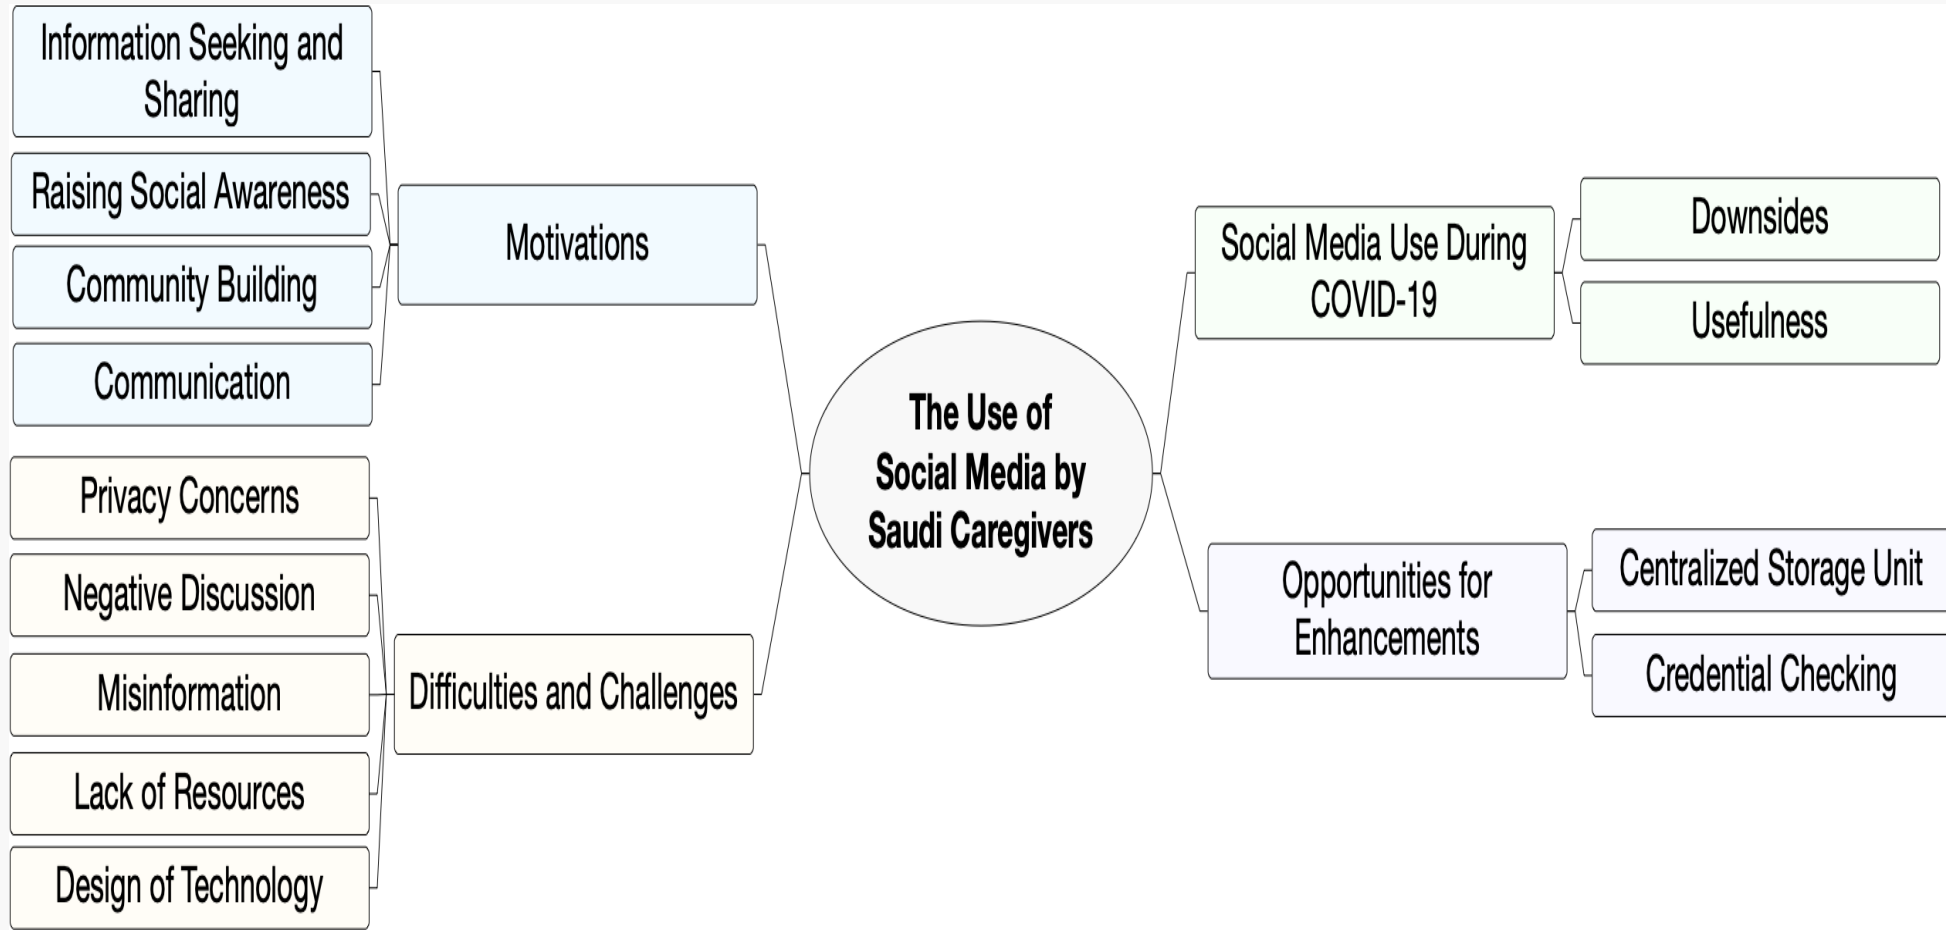 Information Seeking and
Sharing
Raising Social Awareness
Community Building
Communication
Motivations
Privacy Concerns
Negative Discussion
Misinformation
Lack of Resources
Design of Technology
Difficulties and Challenges
The Use of
Social Media by
Saudi Caregivers
Social Media Use During
COVID-19
Downsides
Usefulness
Opportunities for
Enhancements
Centralized Storage Unit
Credential Checking